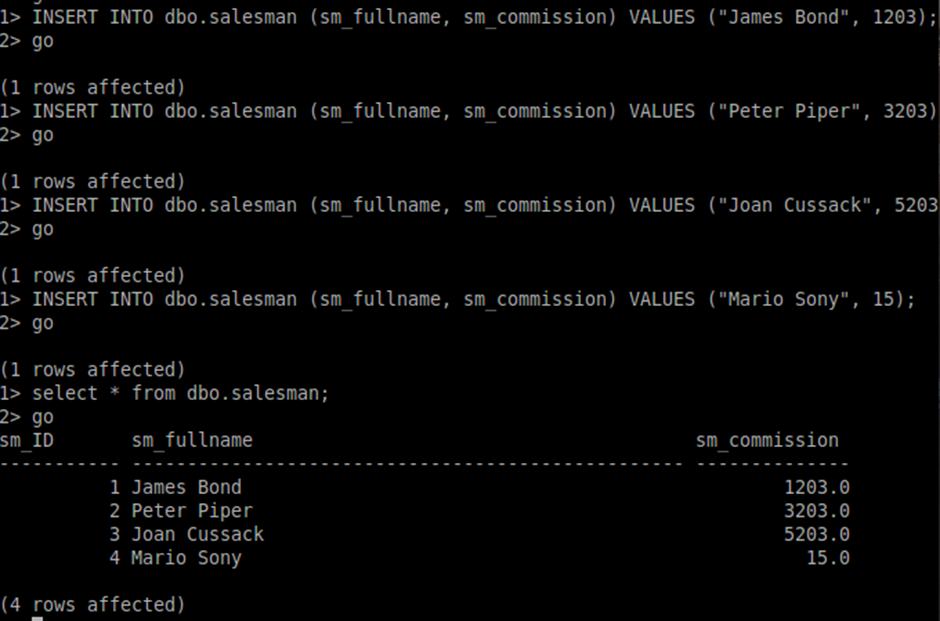 1> INSERT INTO dbo.salesman (sm_fullname, sm_commission) VALUES ("James Bond", 1203);
2> go
(1 rows affected)
1> INSERT INTO dbo.salesman (sm_fullname, sm_commission) VALUES ("Peter Piper", 3203)
2> go
(1 rows affected)
1> INSERT INTO dbo.salesman (sm_fullname, sm_commission) VALUES ("Joan Cussack", 5203
2> go
(1 rows affected)
1> INSERT INTO dbo.salesman (sm_fullname, sm_commission) VALUES ("Mario Sony", 15);
2> go
(1 rows affected)
1> select * from dbo.salesman;
2> go
sm_ID       sm_fullname                                        sm_commission
----------- -------------------------------------------------- --------------
          1 James Bond                                                 1203.0
          2 Peter Piper                                                3203.0
          3 Joan Cussack                                               5203.0
          4 Mario Sony                                                   15.0
(4 rows affected)